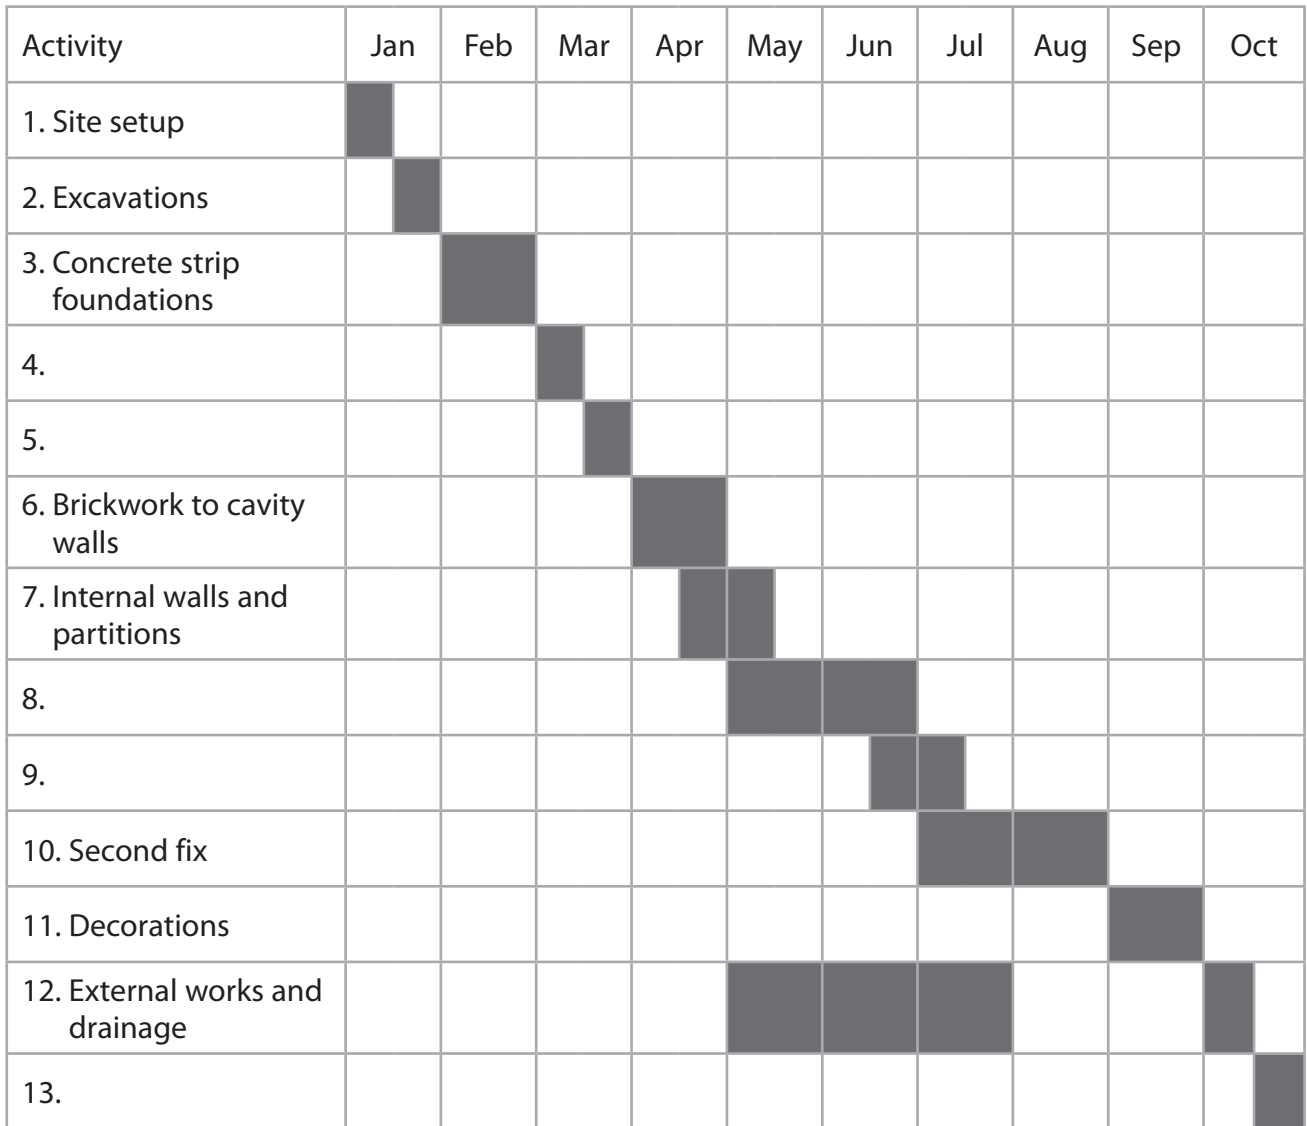 Activity Jan Feb Mar Apr May Jun Jul Aug Sep Oct
1. Site setup
2. Excavations
3. Concrete strip
foundations
4.
5.
6. Brickwork to cavity
walls
7. Internal walls and
partitions
8.
9.
10. Second fix
11. Decorations
12. External works and
drainage
13.